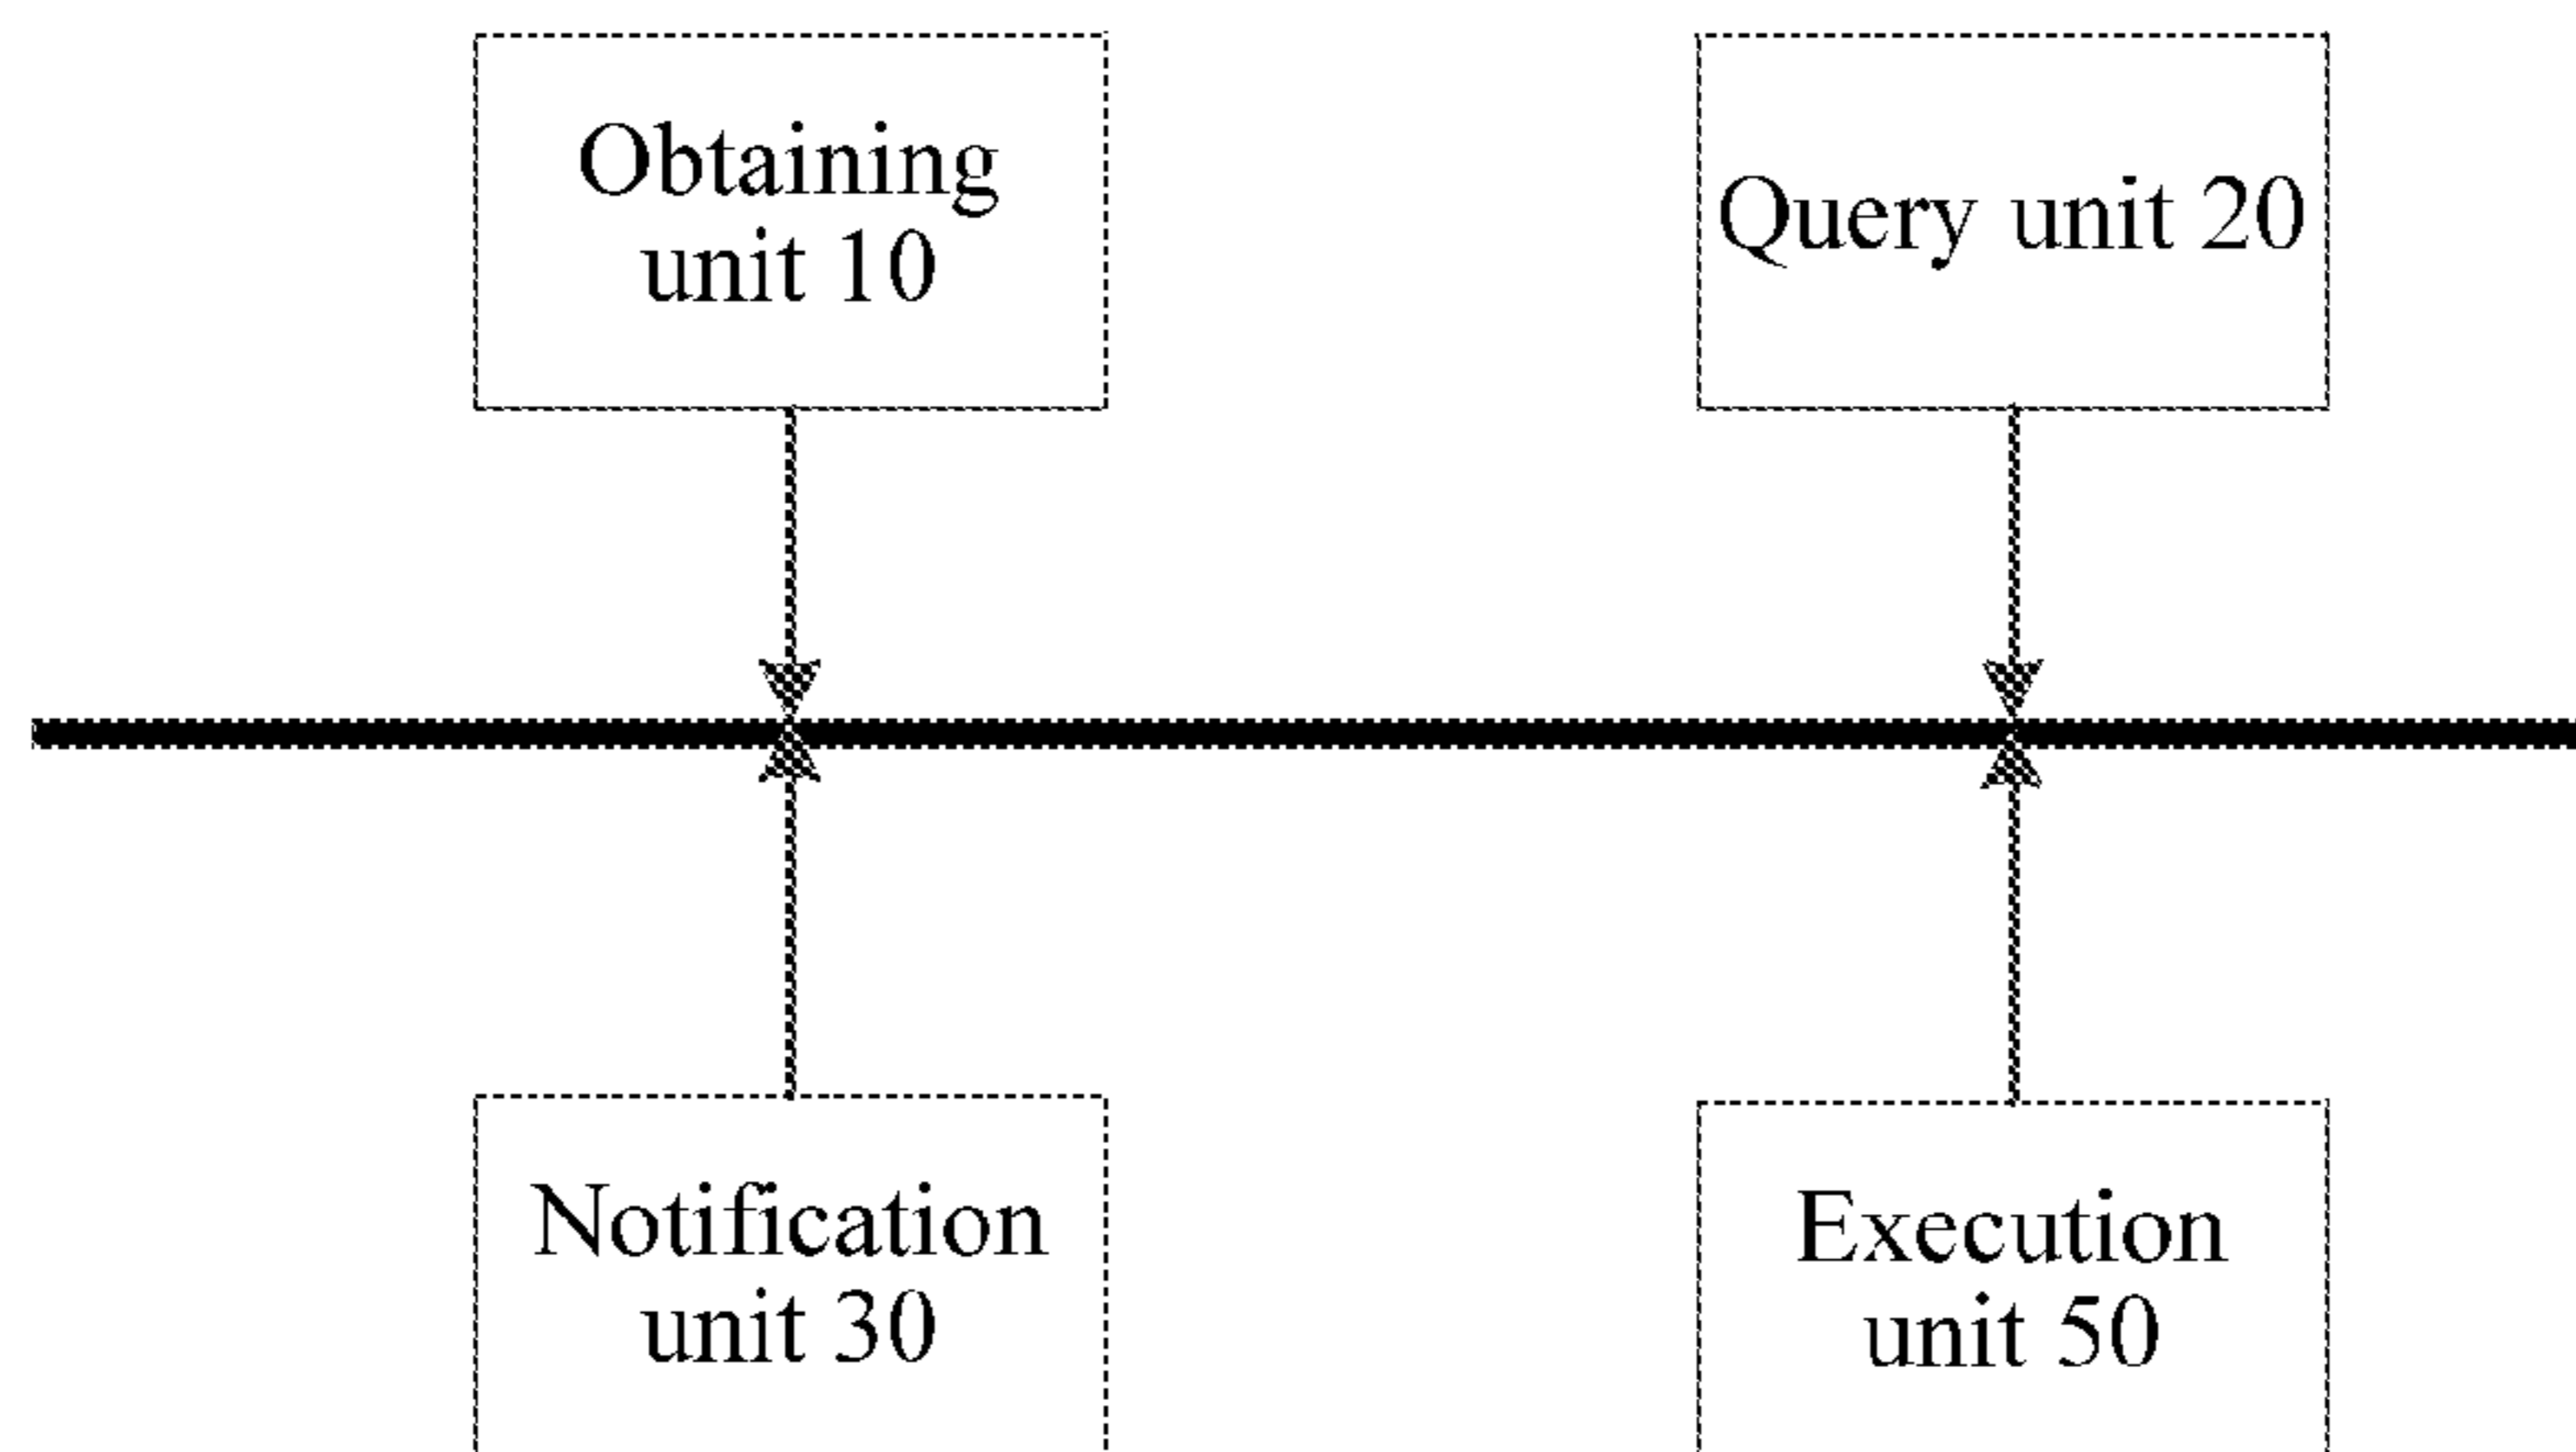 Obtaining
unit 10
Query unit 20
Notification
unit 30
Execution
unit 50